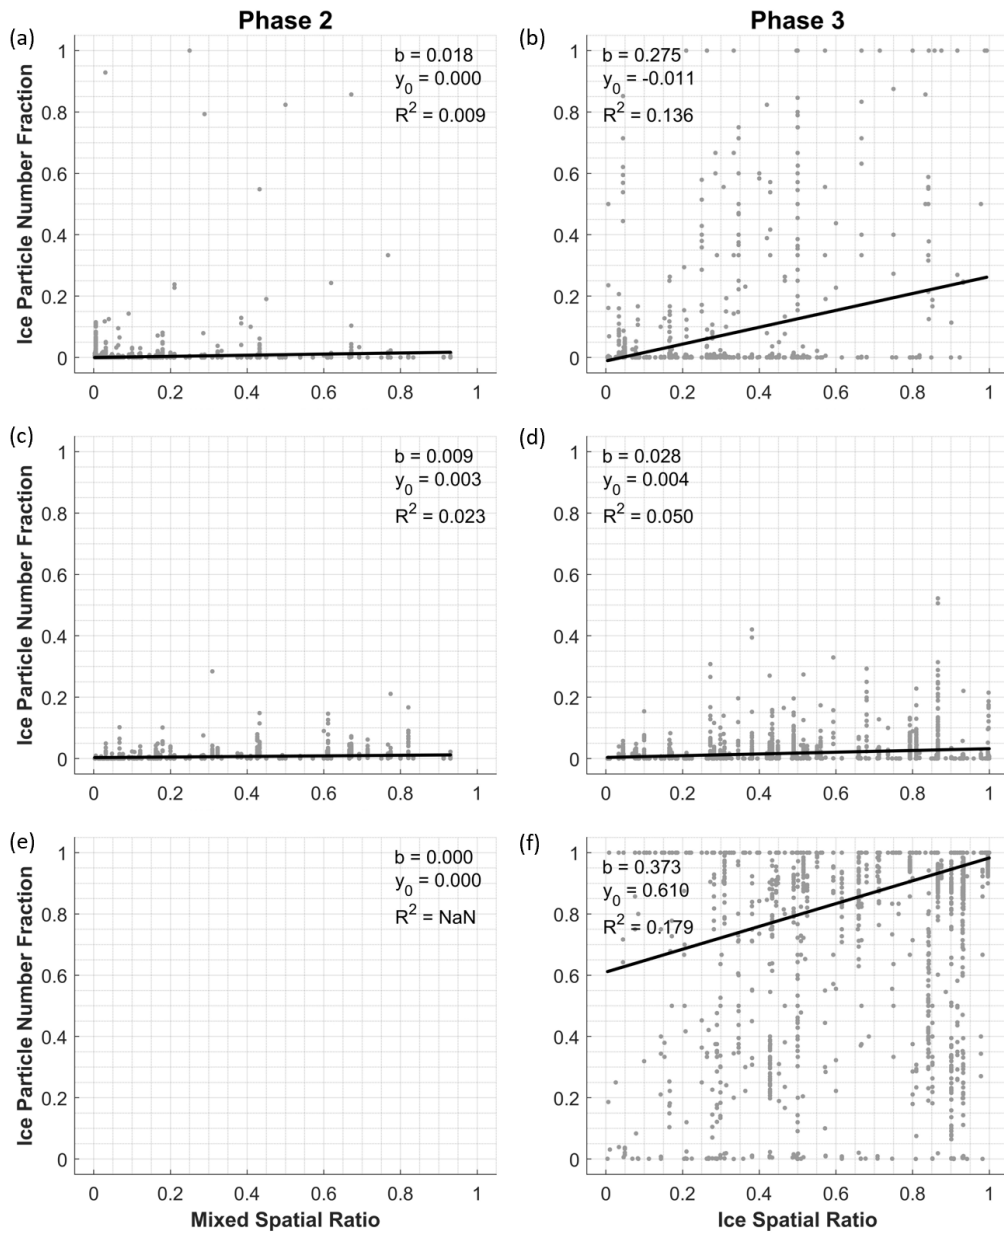 Phase 2
Phase 3
(a)
b = 0.018
y0 = 0.000
R2 = 0.009
Ice Particle Number Fraction
1
0.8
0.6
0.4
0.2
0
0 0.2 0.4 0.6 0.8 1
(b)
b = 0.275
y0 = -0.011
R2 = 0.136
1
0.8
0.6
0.4
0.2
0
0 0.2 0.4 0.6 0.8 1
(c)
b = 0.009
y0 = 0.003
R2 = 0.023
Ice Particle Number Fraction
1
0.8
0.6
0.4
0.2
0
0 0.2 0.4 0.6 0.8 1
(d)
b = 0.028
y0 = 0.004
R2 = 0.050
1
0.8
0.6
0.4
0.2
0
0 0.2 0.4 0.6 0.8 1
(e)
b = 0.000
y0 = 0.000
R2 = NaN
Ice Particle Number Fraction
1
0.8
0.6
0.4
0.2
0
0 0.2 0.4 0.6 0.8 1
Mixed Spatial Ratio
(f)
b = 0.373
y0 = 0.610
R2 = 0.179
1
0.8
0.6
0.4
0.2
0
0 0.2 0.4 0.6 0.8 1
Ice Spatial Ratio